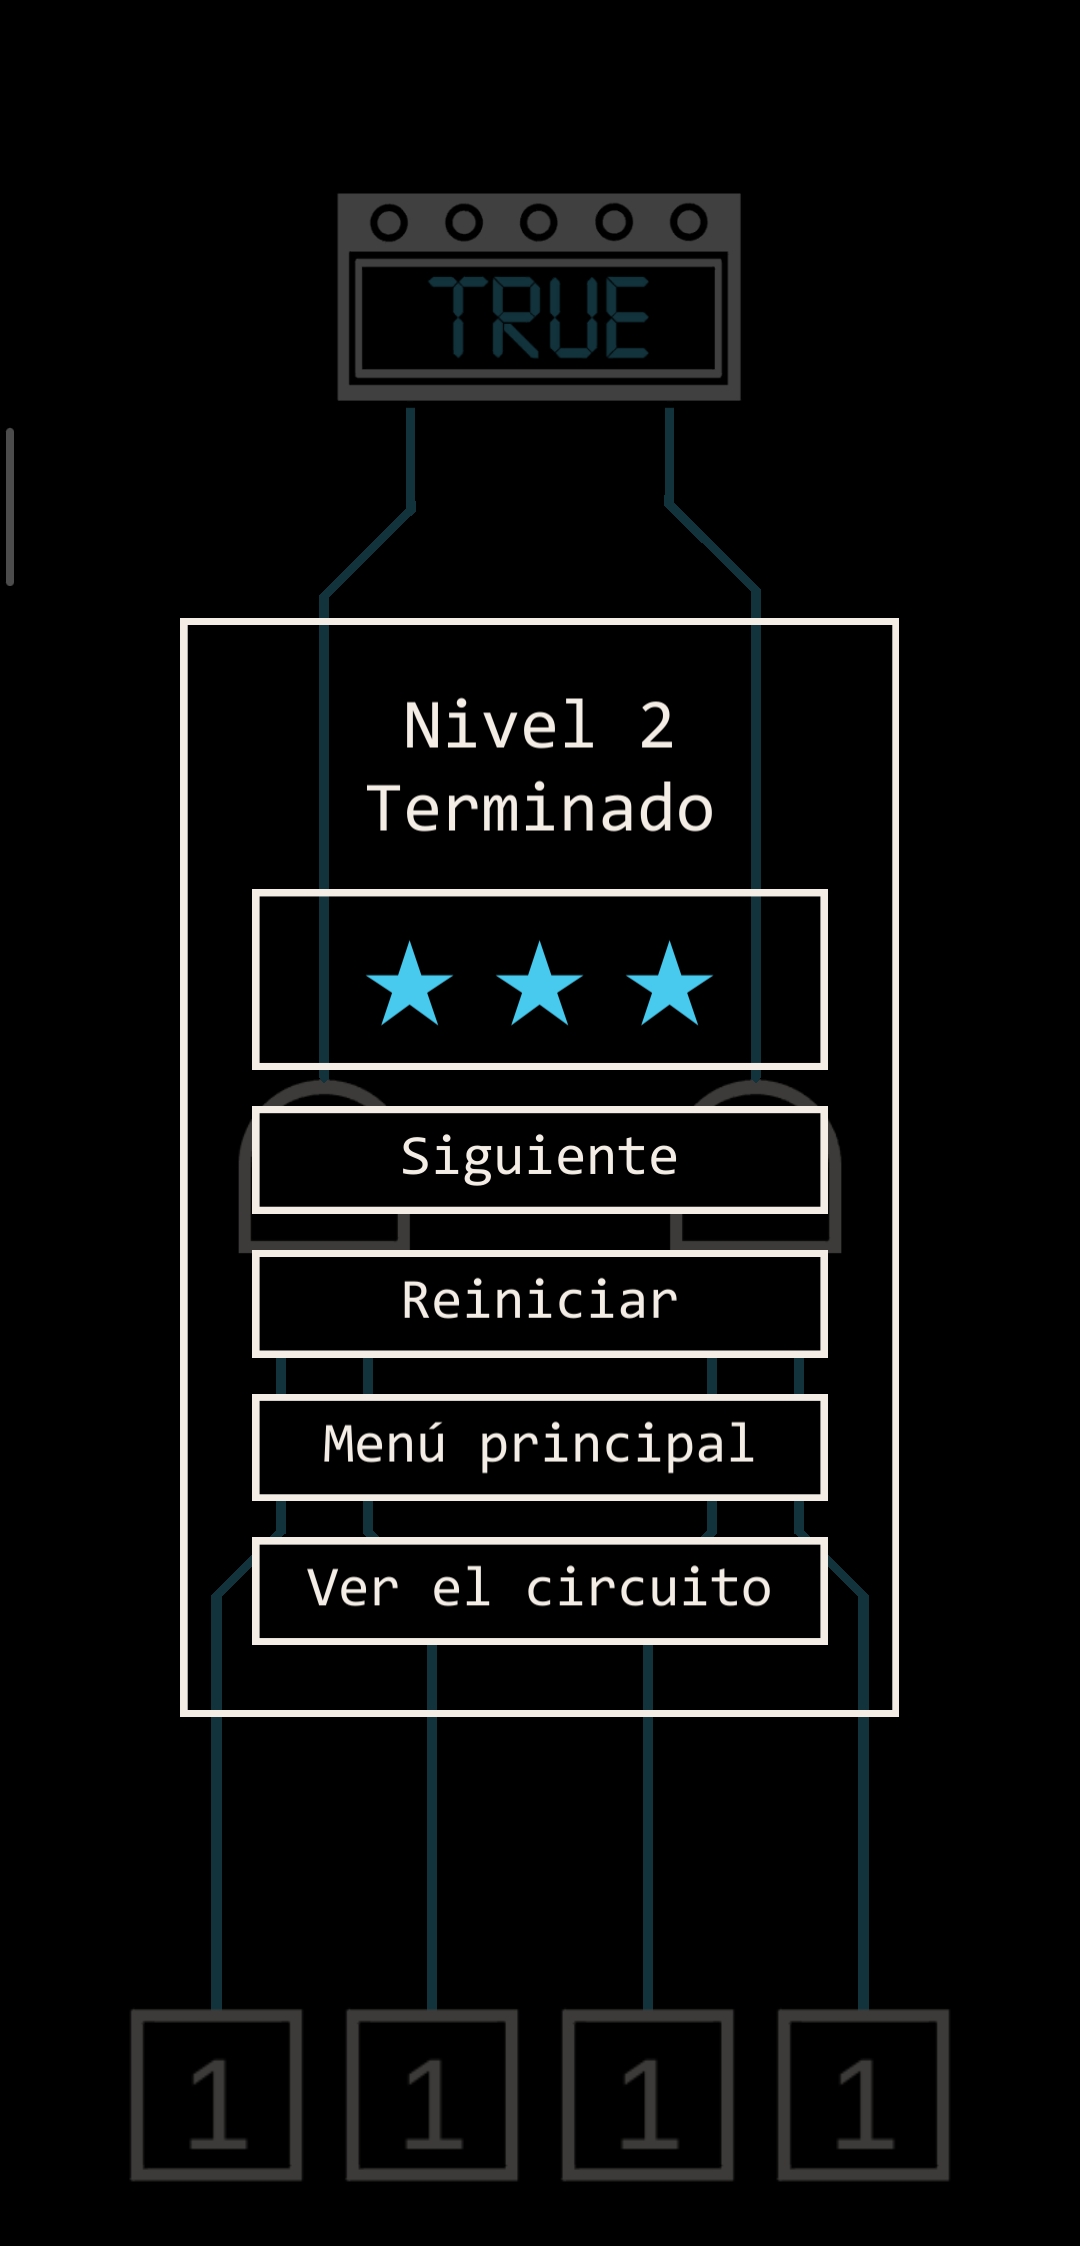 TRUE
Nivel 2
Terminado
Siguiente
Reiniciar
Menú principal
Ver el circuito
1 1 1 1